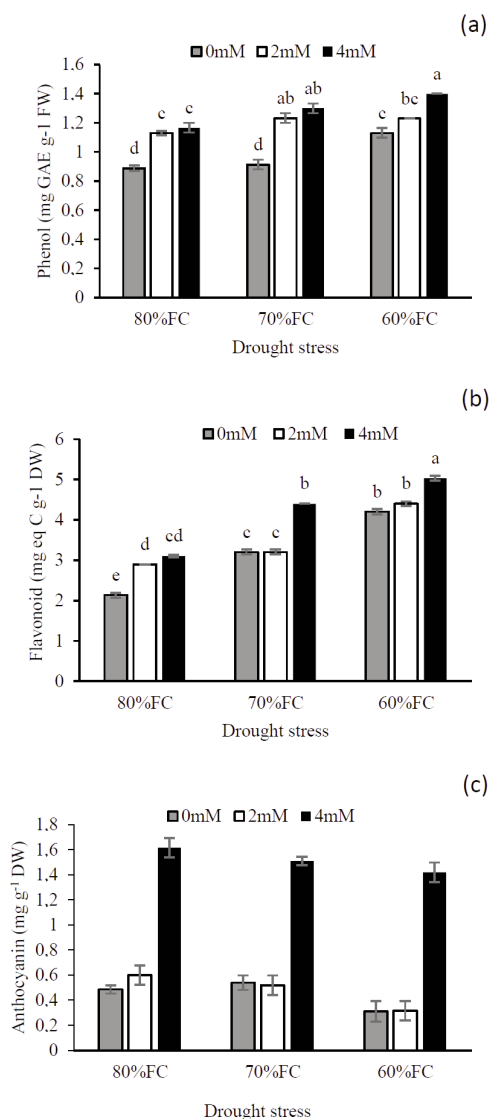 (a)
0mM 2mM 4mM
Phenol (mg GAE g-1 FW)
1.6
1.4
1.2
1
0.8
0.6
0.4
0.2
0
d c c d ab ab c bc a
80%FC 70%FC 60%FC
Drought stress
(b)
0mM 2mM 4mM
Flavonoid (mg eq C g-1 DW)
6
5
4
3
2
1
0
e d cd c c b b b a
80%FC 70%FC 60%FC
Drought stress
(c)
0mM 2mM 4mM
Anthocyanin (mg g-1 DW)
1.8
1.6
1.4
1.2
1
0.8
0.6
0.4
0.2
0
80%FC 70%FC 60%FC
Drought stress